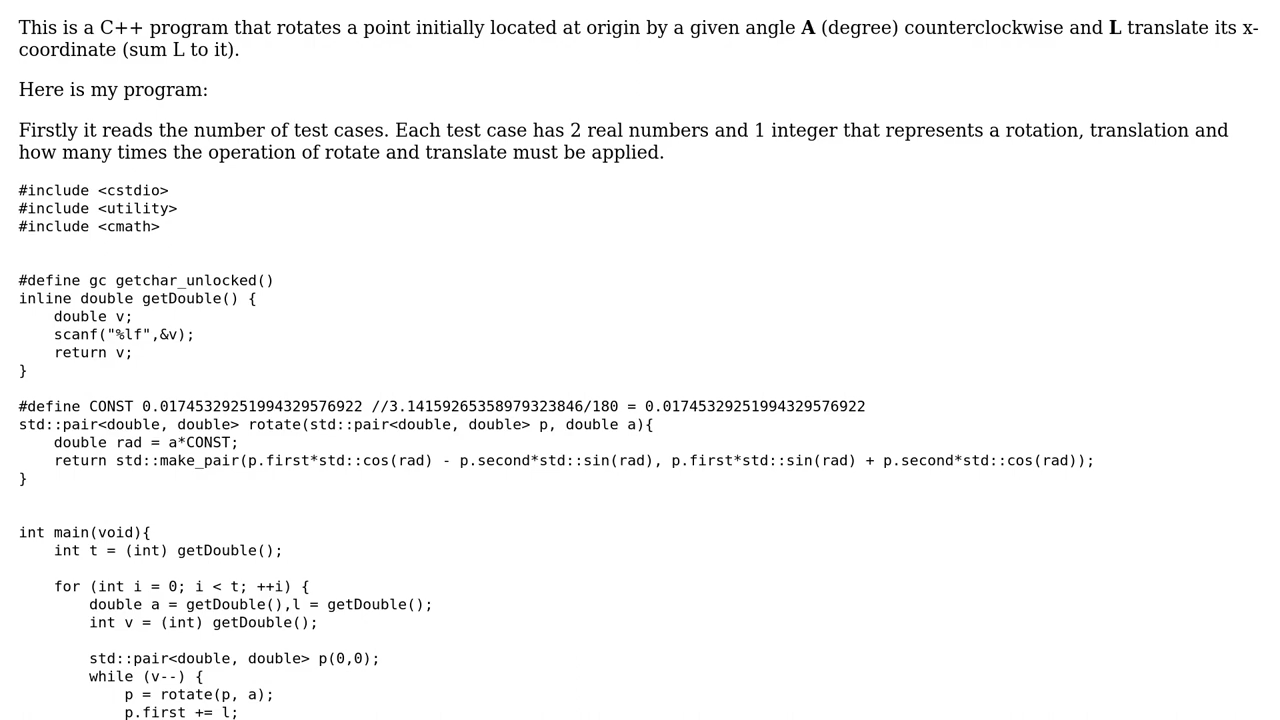 This is a C++ program that rotates a point initially located at origin by a given angle A (degree) counterclockwise and L translate its x-
coordinate (sum L to it).
Here is my program:
Firstly it reads the number of test cases. Each test case has 2 real numbers and 1 integer that represents a rotation, translation and
how many times the operation of rotate and translate must be applied.
#include <cstdio>
#include <utility>
#include <cmath>
#define gc getchar_unlocked()
inline double getDouble() {
    double v;
    scanf("%lf",&v);
    return v;
}
#define CONST 0.01745329251994329576922 //3.14159265358979323846/180 = 0.01745329251994329576922
std::pair<double, double> rotate(std::pair<double, double> p, double a){
    double rad = a*CONST;
    return std::make_pair(p.first*std::cos(rad) - p.second*std::sin(rad), p.first*std::sin(rad) + p.second*std::cos(rad));
}
int main(void){
    int t = (int) getDouble();
    for (int i = 0; i < t; ++i) {
        double a = getDouble(),l = getDouble();
        int v = (int) getDouble();
        std::pair<double, double> p(0,0);
        while (v--) {
            p = rotate(p, a);
            p.first += l;